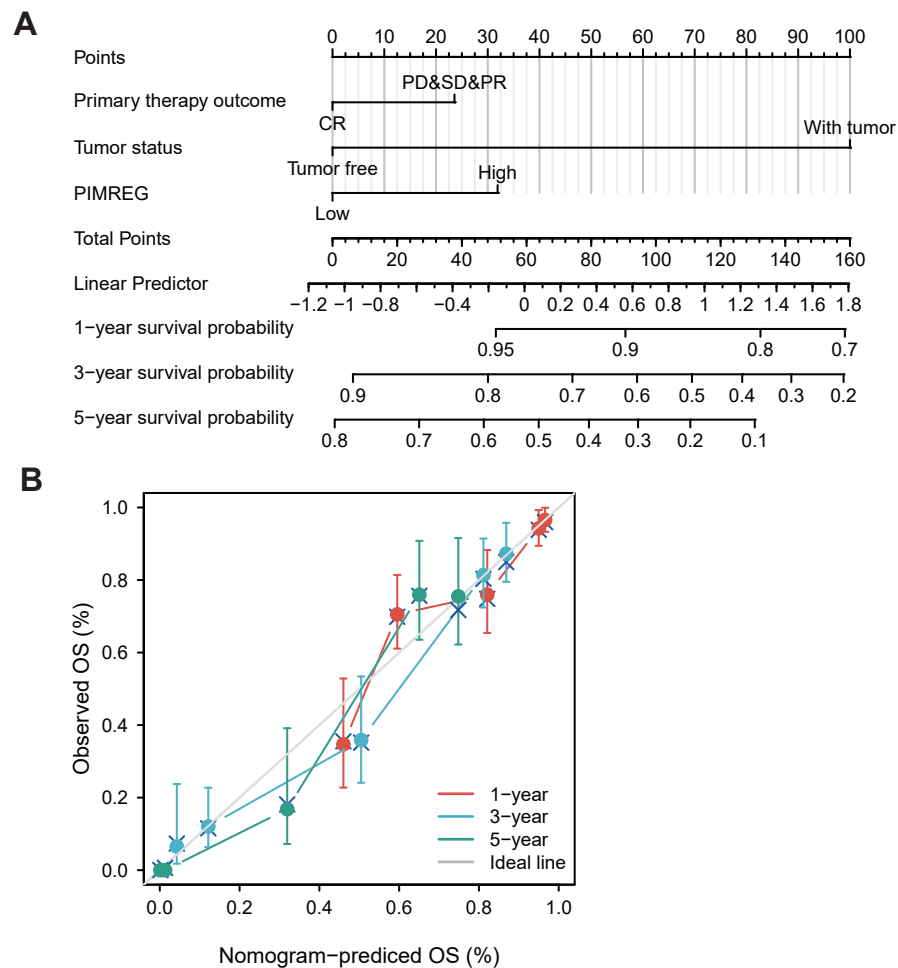 A
Points
0 10 20 30 40 50 60 70 80 90 100
Primary therapy outcome
PD&SD&PR
CR
Tumor status
With tumor
Tumor free
PIMREG
High
Low
Total Points
0 20 40 60 80 100 120 140 160
Linear Predictor
−1.2 −1 −0.8 −0.4 0 0.2 0.4 0.6 0.8 1 1.2 1.4 1.6 1.8
1−year survival probability
0.95 0.9 0.8 0.7
3−year survival probability
0.9 0.8 0.7 0.6 0.5 0.4 0.3 0.2
5−year survival probability
0.8 0.7 0.6 0.5 0.4 0.3 0.2 0.1
B
Observed OS (%)
1.0
0.8
0.6
0.4
0.2
0.0
1−year
3−year
5−year
Ideal line
0.0 0.2 0.4 0.6 0.8 1.0
Nomogram−prediced OS (%)